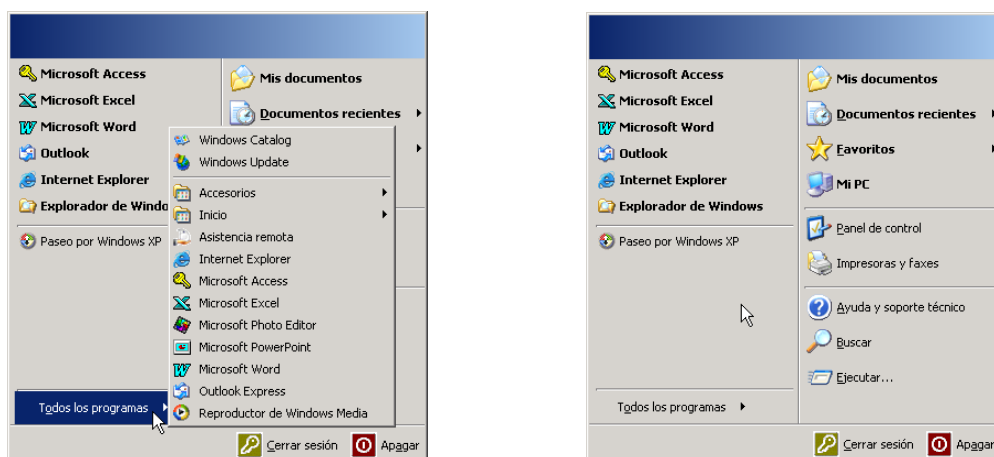 Microsoft Access
Microsoft Excel
Microsoft Word
Outlook
Internet Explorer
Explorador de Windo
Paseo por Windows XP
Todos los programas
Mis documentos
Documentos recientes
Windows Catalog
Windows Update
Accesorios
Inicio
Asistencia remota
Internet Explorer
Microsoft Access
Microsoft Excel
Microsoft Photo Editor
Microsoft PowerPoint
Microsoft Word
Outlook Express
Reproductor de Windows Media
Cerrar sesión
Apagar
Microsoft Access
Microsoft Excel
Microsoft Word
Outlook
Internet Explorer
Explorador de Windows
Paseo por Windows XP
Todos los programas
Mis documentos
Documentos recientes
Favoritos
Mi PC
Panel de control
Impresoras y faxes
Ayuda y soporte técnico
Buscar
Ejecutar...
Cerrar sesión
Apagar